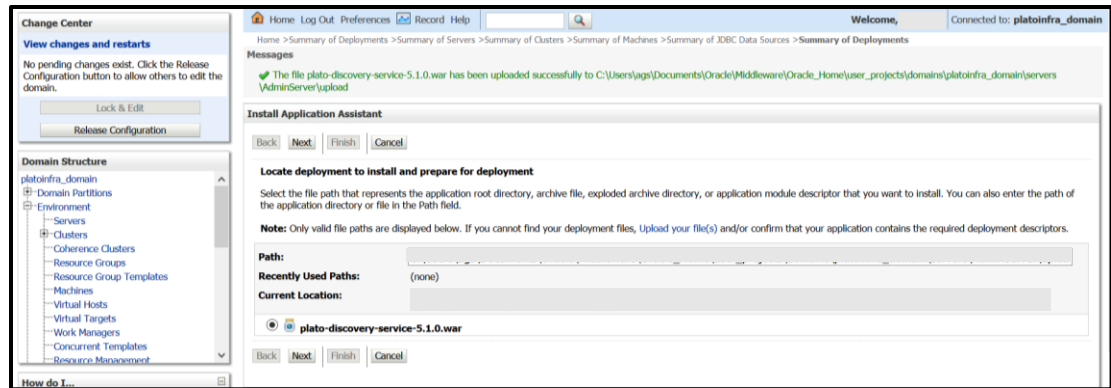 Change Center
View changes and restarts
No pending changes exist. Click the Release
Configuration button to allow others to edit the
domain.
Lock & Edit
Release Configuration
Domain Structure
platoinfra_domain
Domain Partitions
Environment
Servers
Clusters
Coherence Clusters
Resource Groups
Resource Group Templates
Machines
Virtual Hosts
Virtual Targets
Work Managers
Concurrent Templates
Resource Management
How do I...
Home Log Out Preferences Record Help
Welcome,
Connected to: platoinfra_domain
Home >Summary of Deployments >Summary of Servers >Summary of Clusters >Summary of Machines >Summary of JDBC Data Sources >Summary of Deployments
Messages
The file plato-discovery-service-5.1.0.war has been uploaded successfully to C:\Users\ags\Documents\Oracle\Middleware\Oracle_Home\user_projects\domains\platoinfra_domain\servers
\AdminServer\upload
Install Application Assistant
Back Next Finish Cancel
Locate deployment to install and prepare for deployment
Select the file path that represents the application root directory, archive file, exploded archive directory, or application module descriptor that you want to install. You can also enter the path of
the application directory or file in the Path field.
Note: Only valid file paths are displayed below. If you cannot find your deployment files, Upload your file(s) and/or confirm that your application contains the required deployment descriptors.
Path:
Recently Used Paths: (none)
Current Location:
plato-discovery-service-5.1.0.war
Back Next Finish Cancel